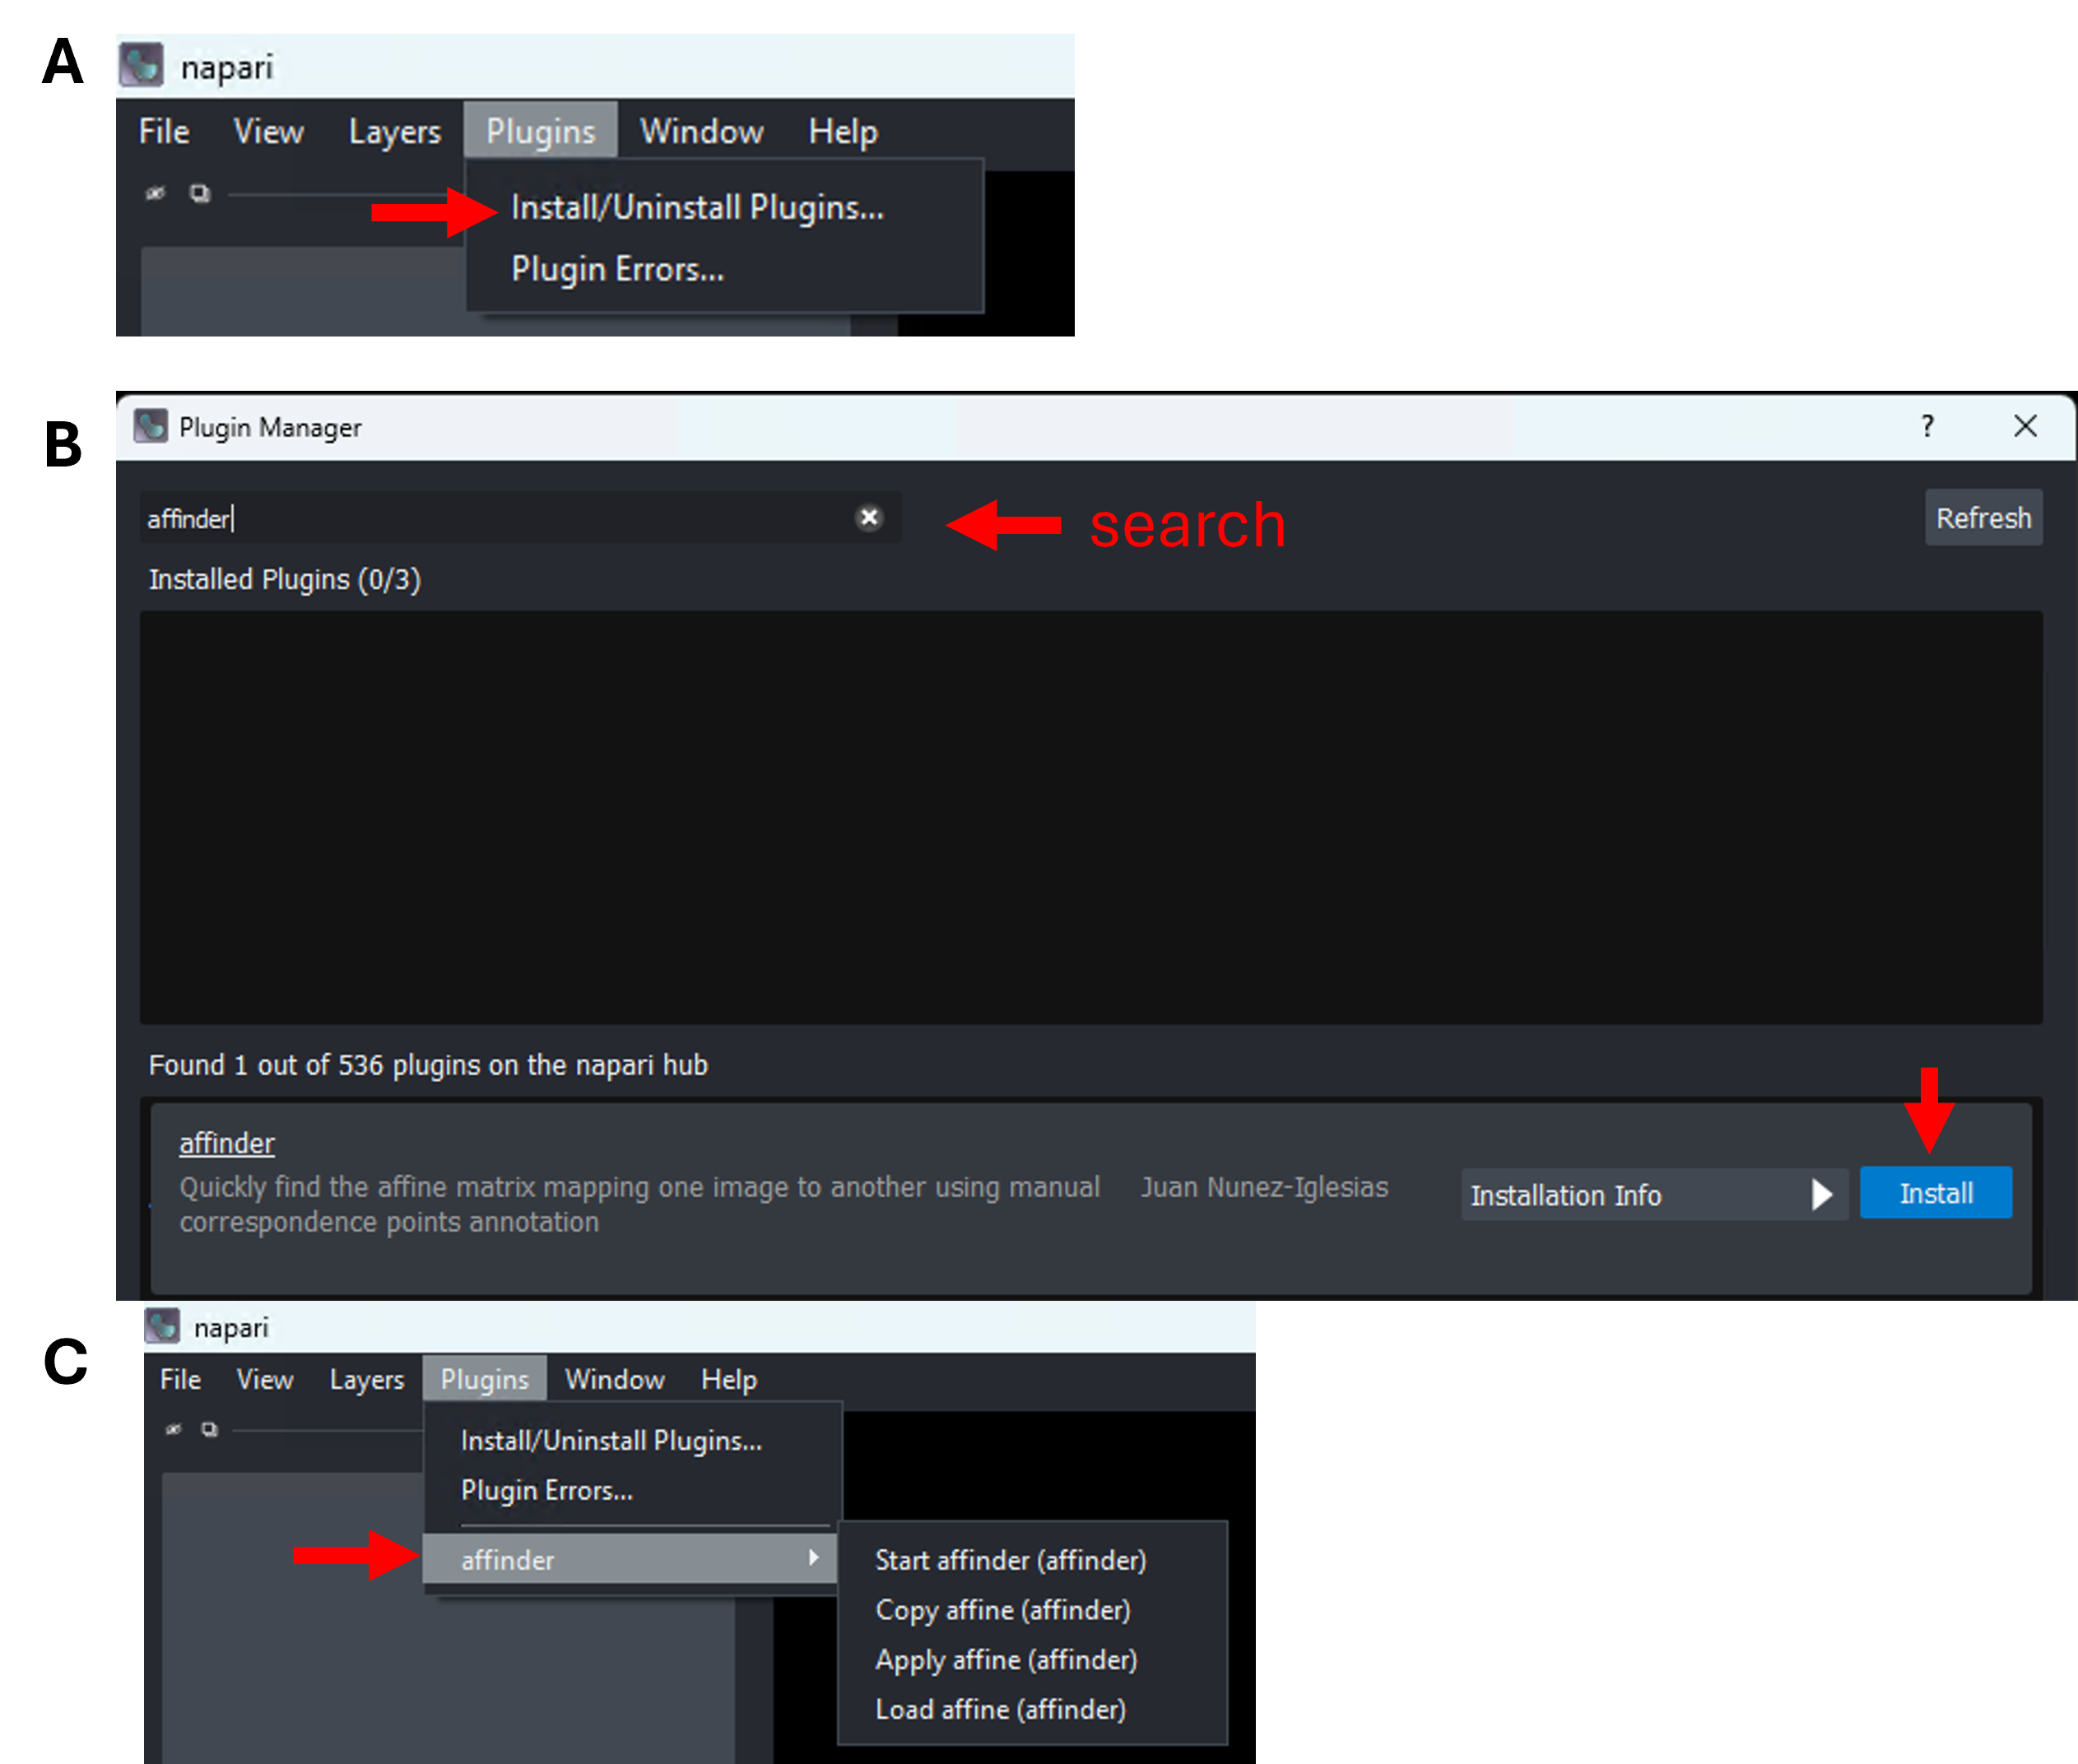 A
napari
File View Layers Plugins Window Help
Install/Uninstall Plugins...
Plugin Errors...
B
Plugin Manager ?
affinder
search
Refresh
Installed Plugins (0/3)
Found 1 out of 536 plugins on the napari hub
affinder
Quickly find the affine matrix mapping one image to another using manual
correspondence points annotation
Juan Nunez-Iglesias
Installation Info
Install
C
napari
File View Layers Plugins Window Help
Install/Uninstall Plugins...
Plugin Errors...
affinder
Start affinder (affinder)
Copy affine (affinder)
Apply affine (affinder)
Load affine (affinder)